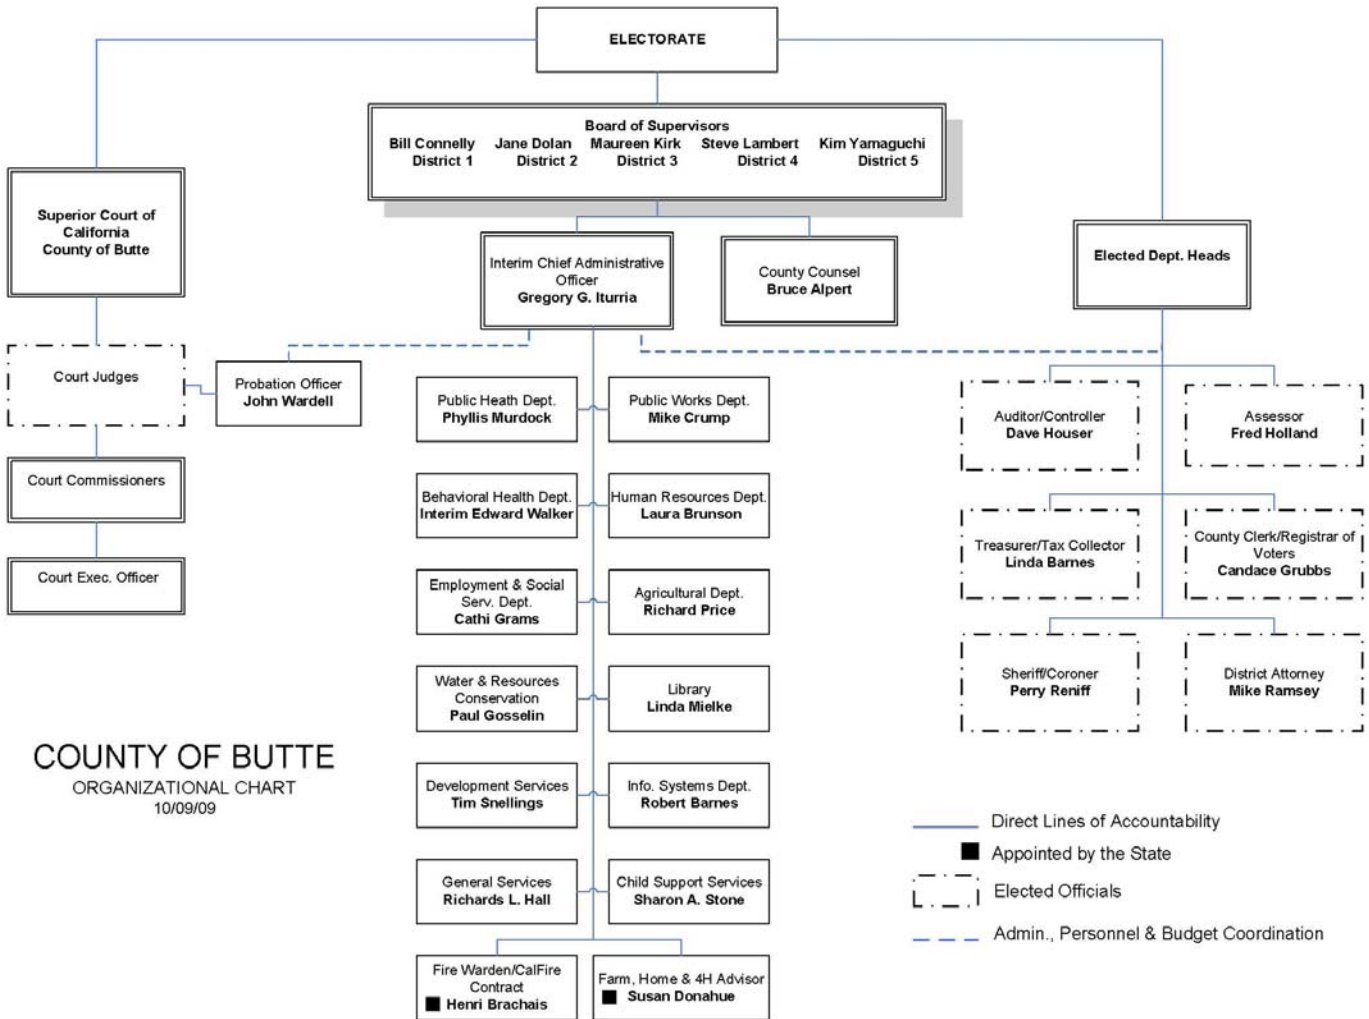 ELECTORATE
Board of Supervisors
Bill Connelly Jane Dolan Maureen Kirk Steve Lambert Kim Yamaguchi
District 1 District 2 District 3 District 4 District 5
Superior Court of
California
County of Butte
Interim Chief Administrative
Officer
Gregory G. Iturria
County Counsel
Bruce Alpert
Elected Dept. Heads
Court Judges
Probation Officer
John Wardell
Court Commissioners
Court Exec. Officer
Public Heath Dept.
Phyllis Murdock
Public Works Dept.
Mike Crump
Behavioral Health Dept.
Interim Edward Walker
Human Resources Dept.
Laura Brunson
Employment & Social
Serv. Dept.
Cathi Grams
Agricultural Dept.
Richard Price
Water & Resources
Conservation
Paul Gosselin
Library
Linda Mielke
Development Services
Tim Snellings
Info. Systems Dept.
Robert Barnes
General Services
Richards L. Hall
Child Support Services
Sharon A. Stone
Fire Warden/CalFire
Contract
Henri Brachais
Farm, Home & 4H Advisor
Susan Donahue
Auditor/Controller
Dave Houser
Assessor
Fred Holland
Treasurer/Tax Collector
Linda Barnes
County Clerk/Registrar of
Voters
Candace Grubbs
Sheriff/Coroner
Perry Reniff
District Attorney
Mike Ramsey
COUNTY OF BUTTE
ORGANIZATIONAL CHART
10/09/09
Direct Lines of Accountability
Appointed by the State
Elected Officials
Admin., Personnel & Budget Coordination